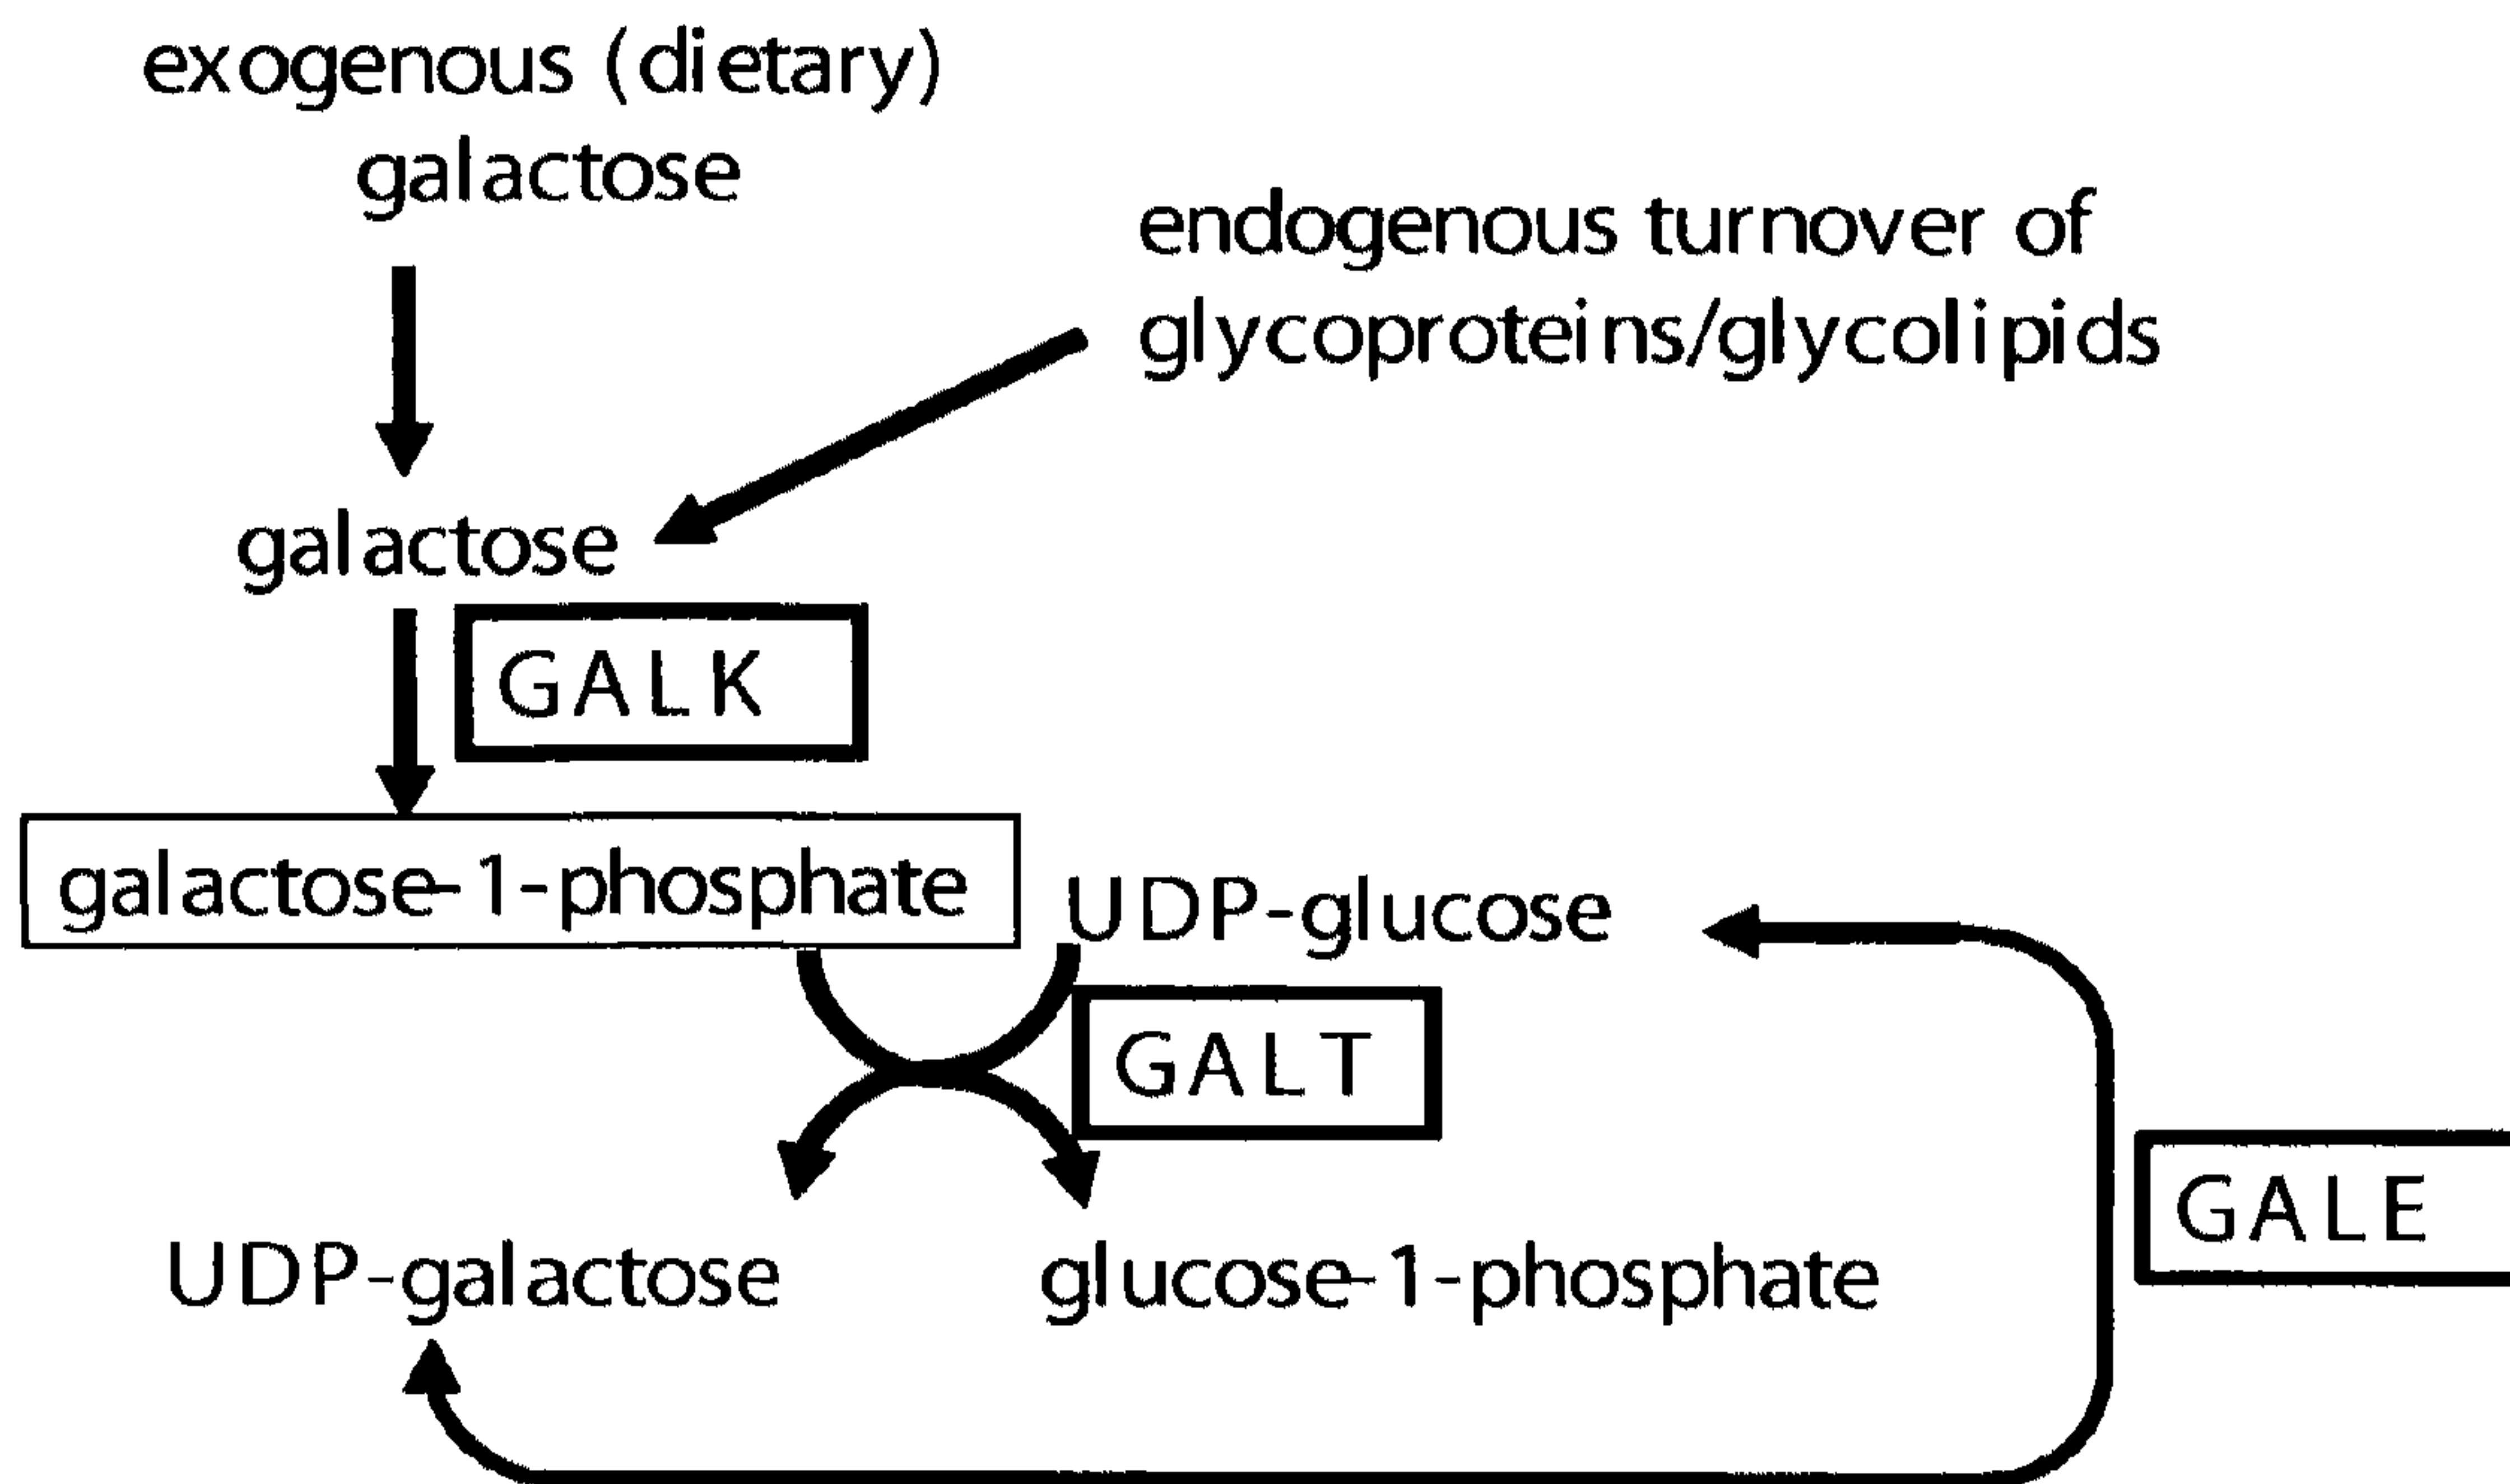 exogenous (dietary)
galactose
endogenous turnover of
glycoproteins/glycolipids
galactose
GALK
galactose-1-phosphate
UDP-glucose
GALT
GALE
UDP-galactose
glucose-1-phosphate